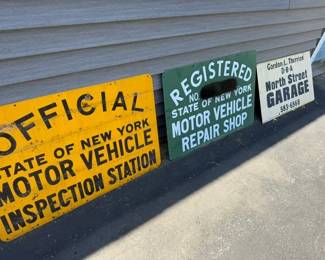 OFFICIAL
STATE OF NEW YORK
MOTOR VEHICLE
INSPECTION STATION
REGISTERED
NO.
STATE OF NEW YORK
MOTOR VEHICLE
REPAIR SHOP
Gordon L. Therrien
D-B-A
North Street
GARAGE
583-6868